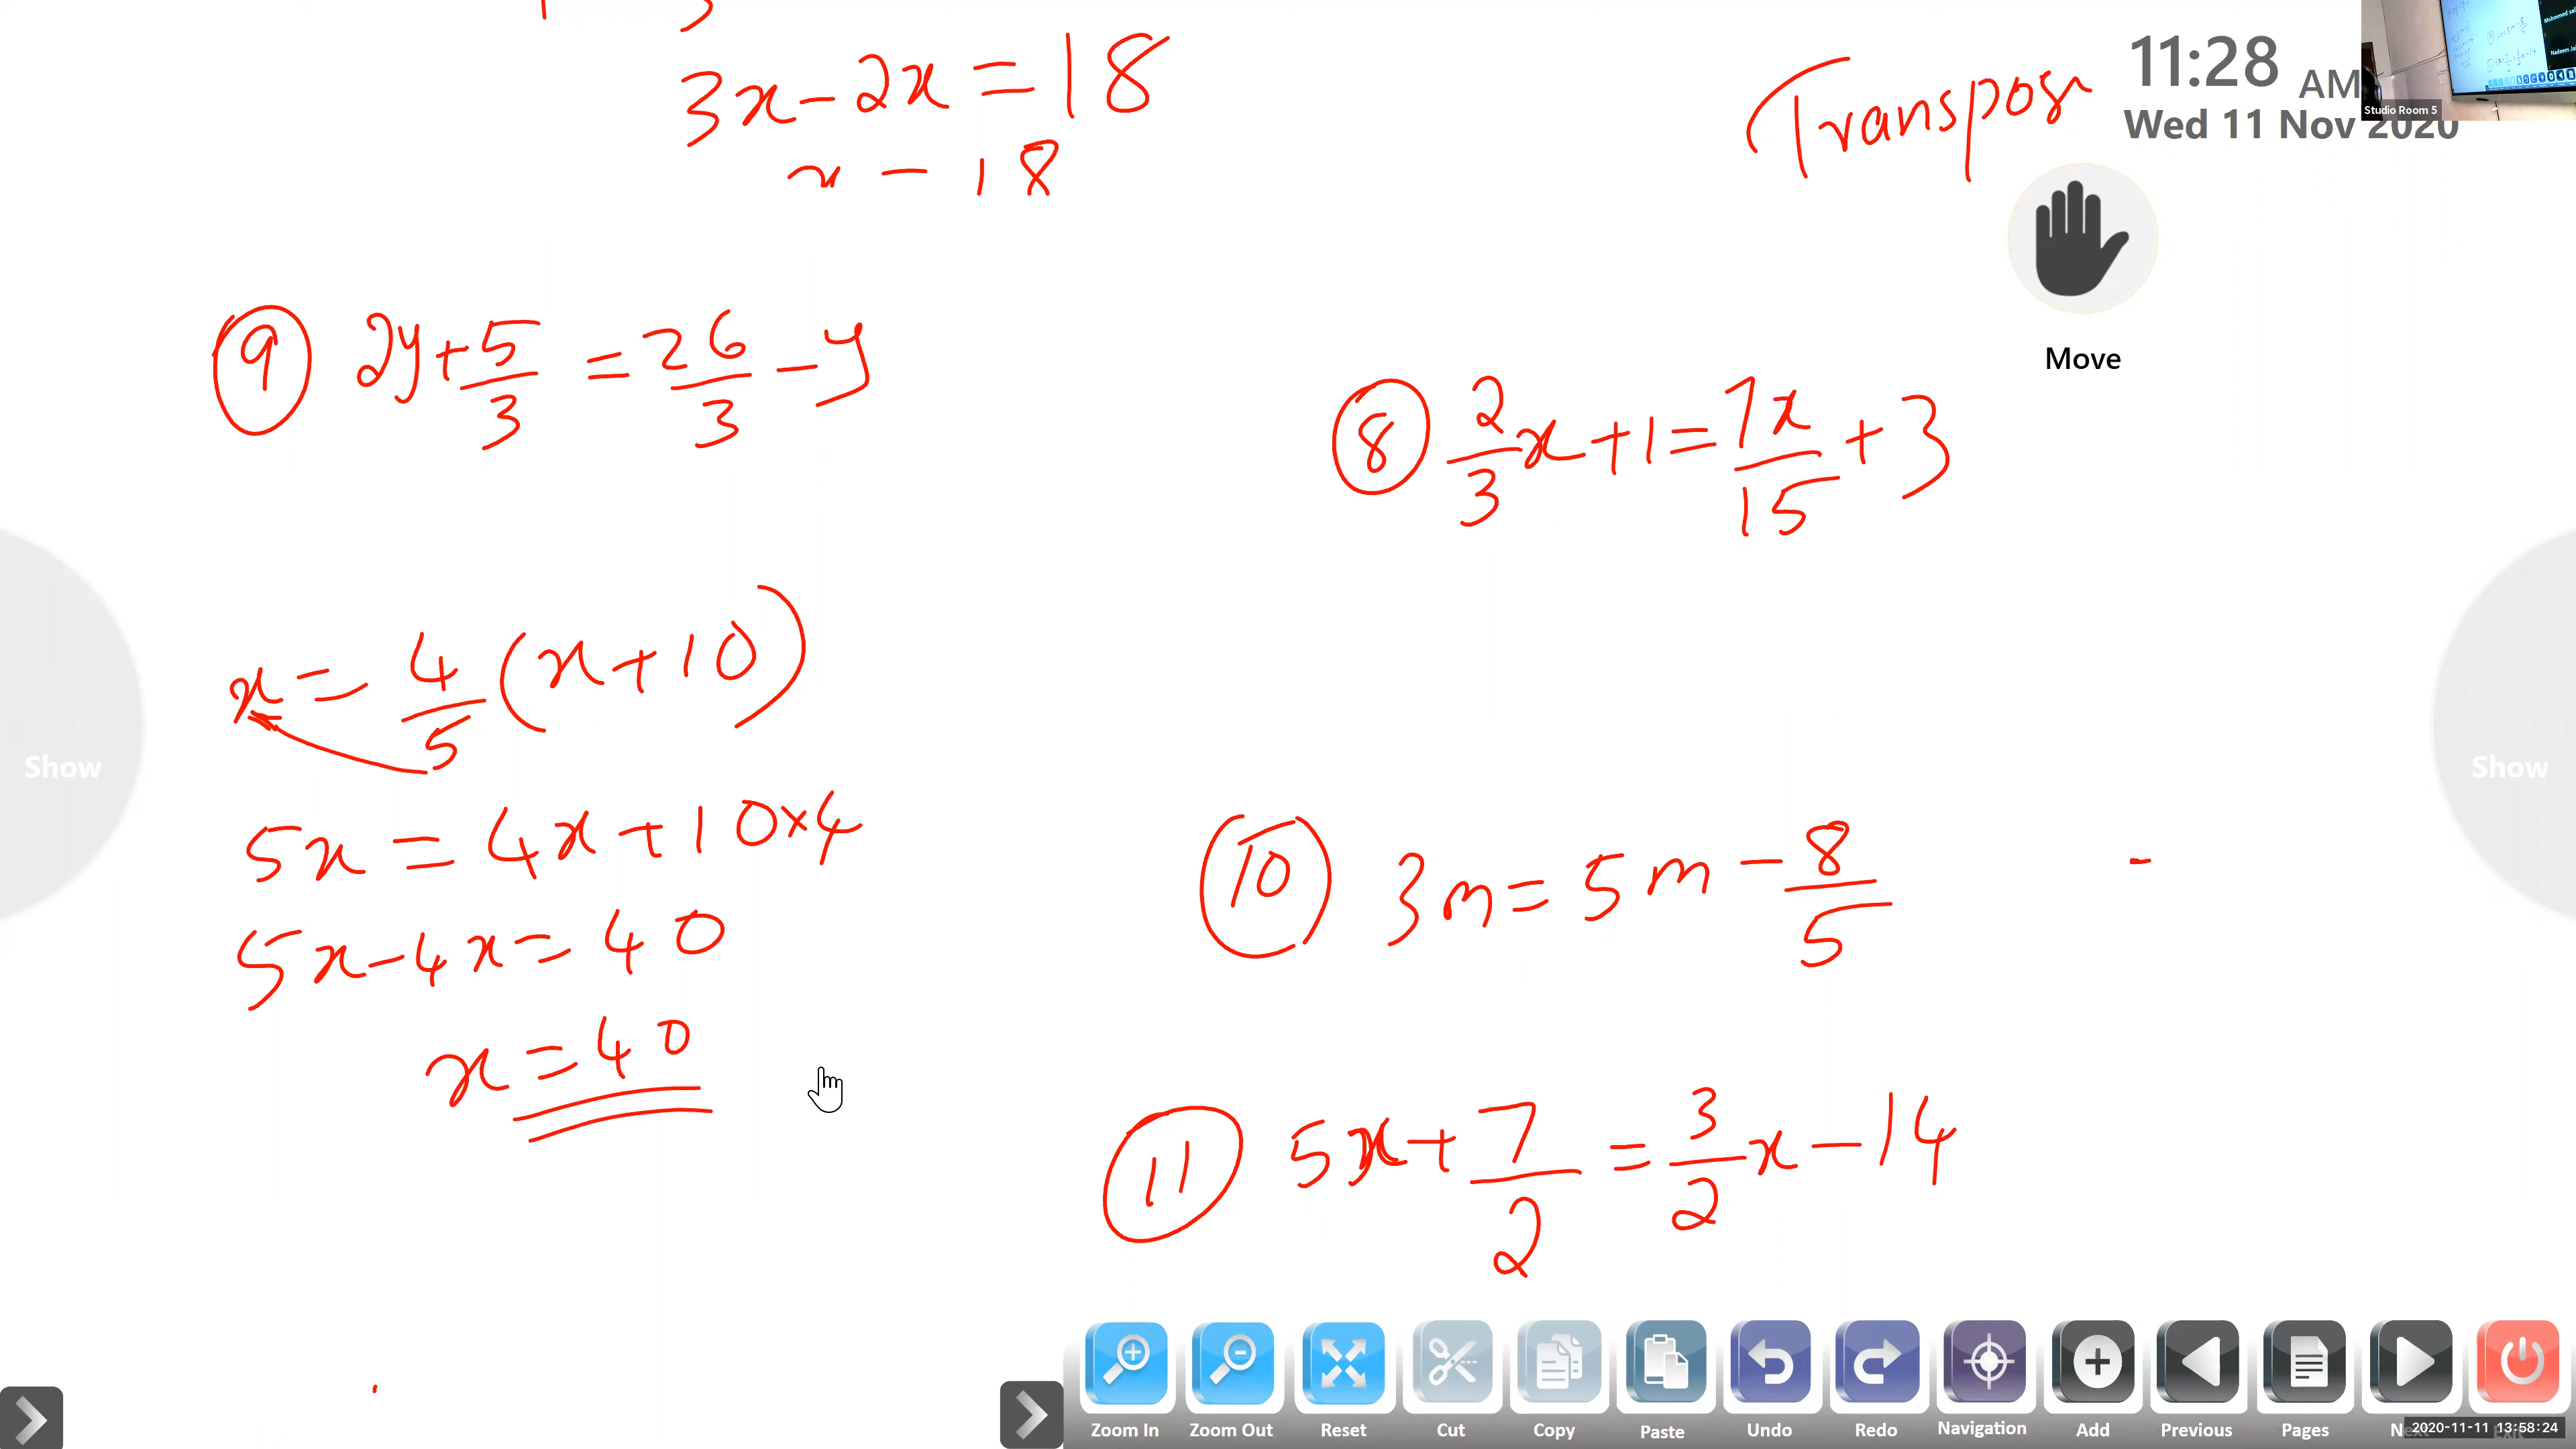 3x-2x=18
x-18
Transpose
11:28 AM
Wed 11 Nov 2020
Studio Room 5
Move
⑨ 2y+5/3=26/3-y
⑧ 2/3x+1=7x/15+3
x=4/5(x+10)
5x=4x+10×4
5x-4x=40
x=40
⑩ 3m=5m-8/5
⑪ 5x+7/2=3/2x-14
Show
Show
Zoom In Zoom Out Reset Cut Copy Paste Undo Redo Navigation Add Previous Pages
2020-11-11 13:58:24